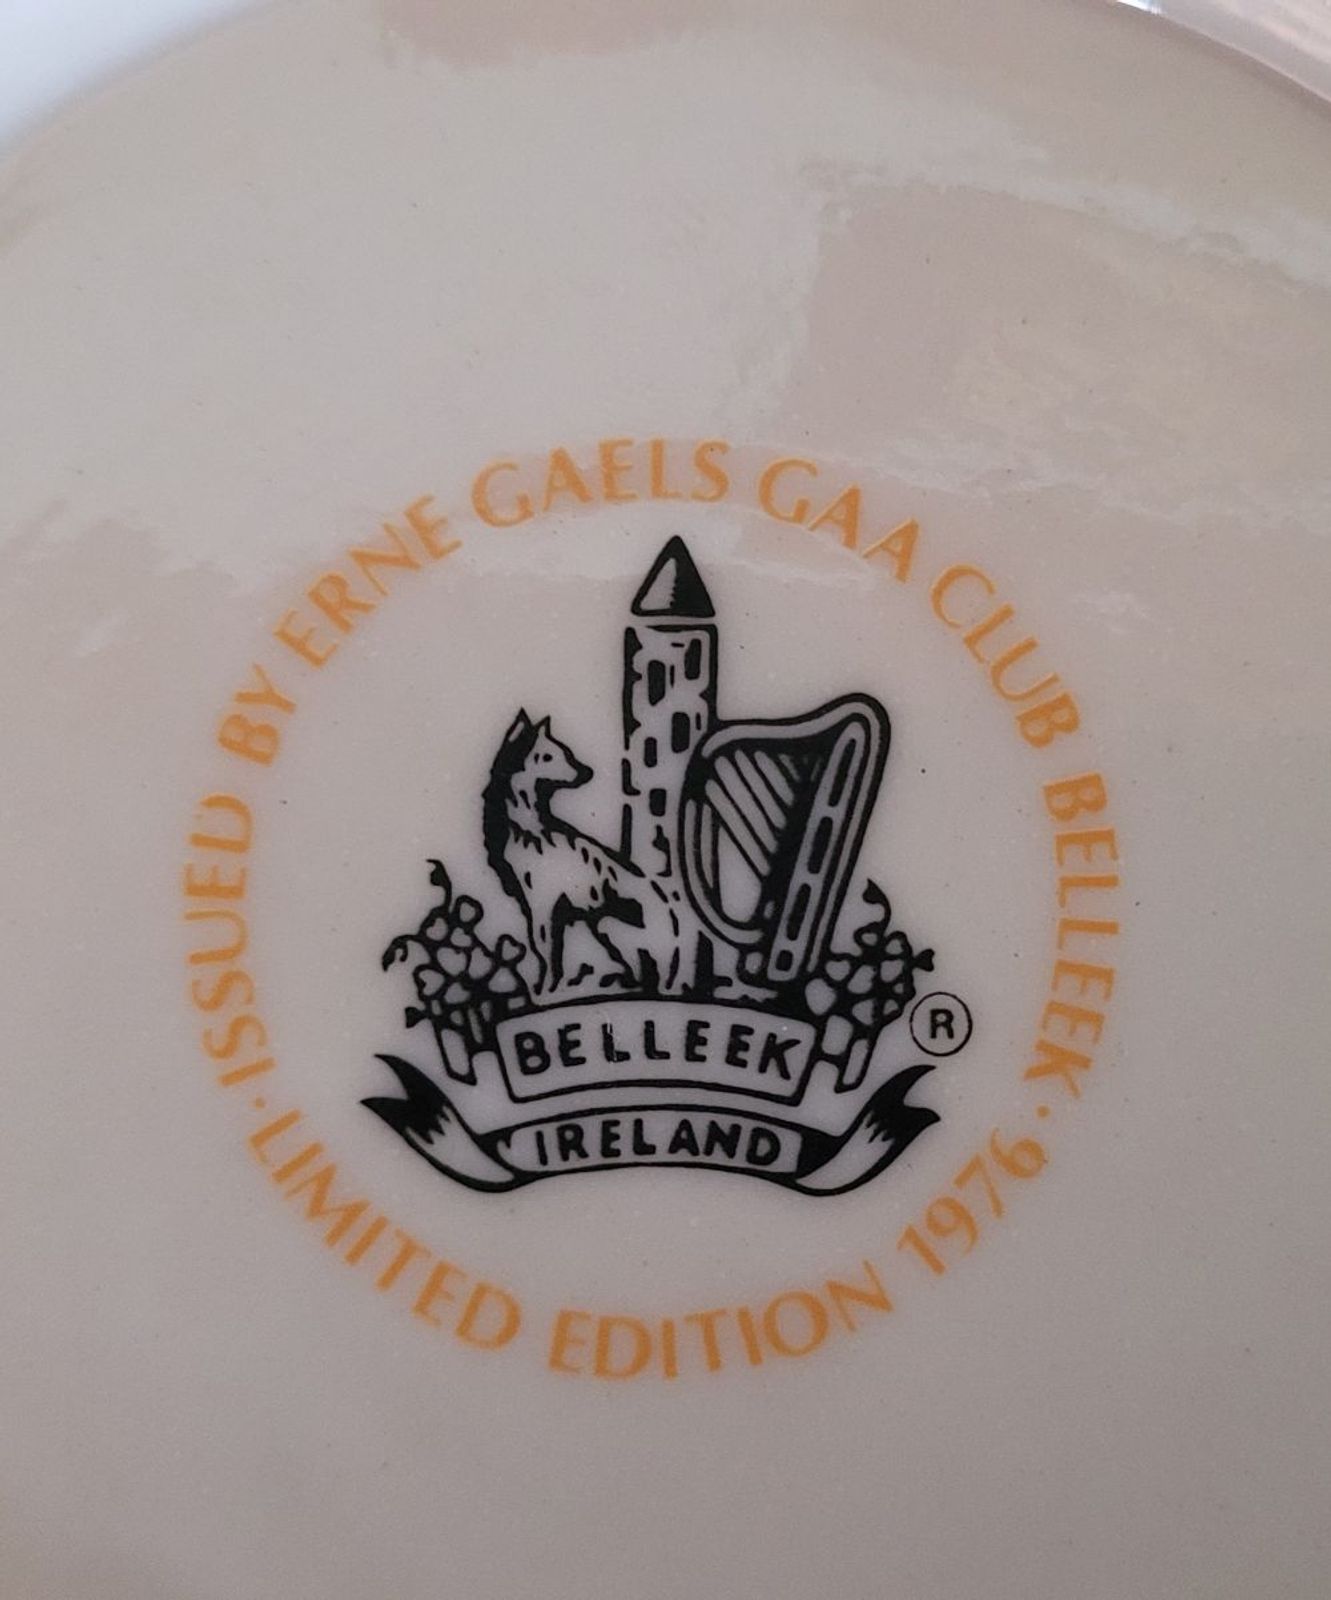 ISSUED BY ERNE GAELS GAA CLUB BELLEEK ·
LIMITED EDITION 1976 ·
BELLEEK
®
IRELAND